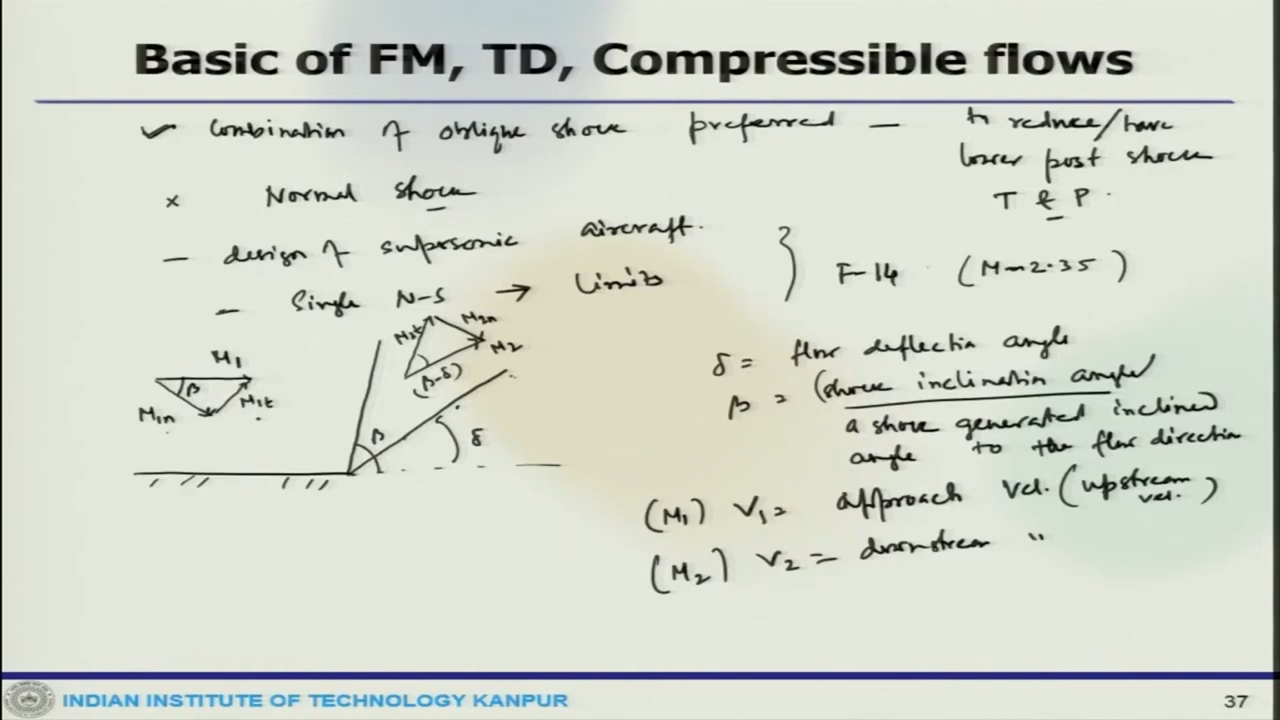 Basic of FM, TD, Compressible flows
✓ Combination of oblique shock preferred — to reduce/have
lower post shock
T & P.
x Normal shock
— design of supersonic aircraft. } F-14 (M~2.35)
— Single N-S → Limits
M1
β
M1n
M1t
M2t
M2n
M2
(β-δ)
β
δ
δ = flow deflection angle
β = (shock inclination angle)
a shock generated inclined
angle to the flow direction
(M1) V1 = approach vel. (upstream
vel.)
(M2) V2 = downstream "
INDIAN INSTITUTE OF TECHNOLOGY KANPUR
37